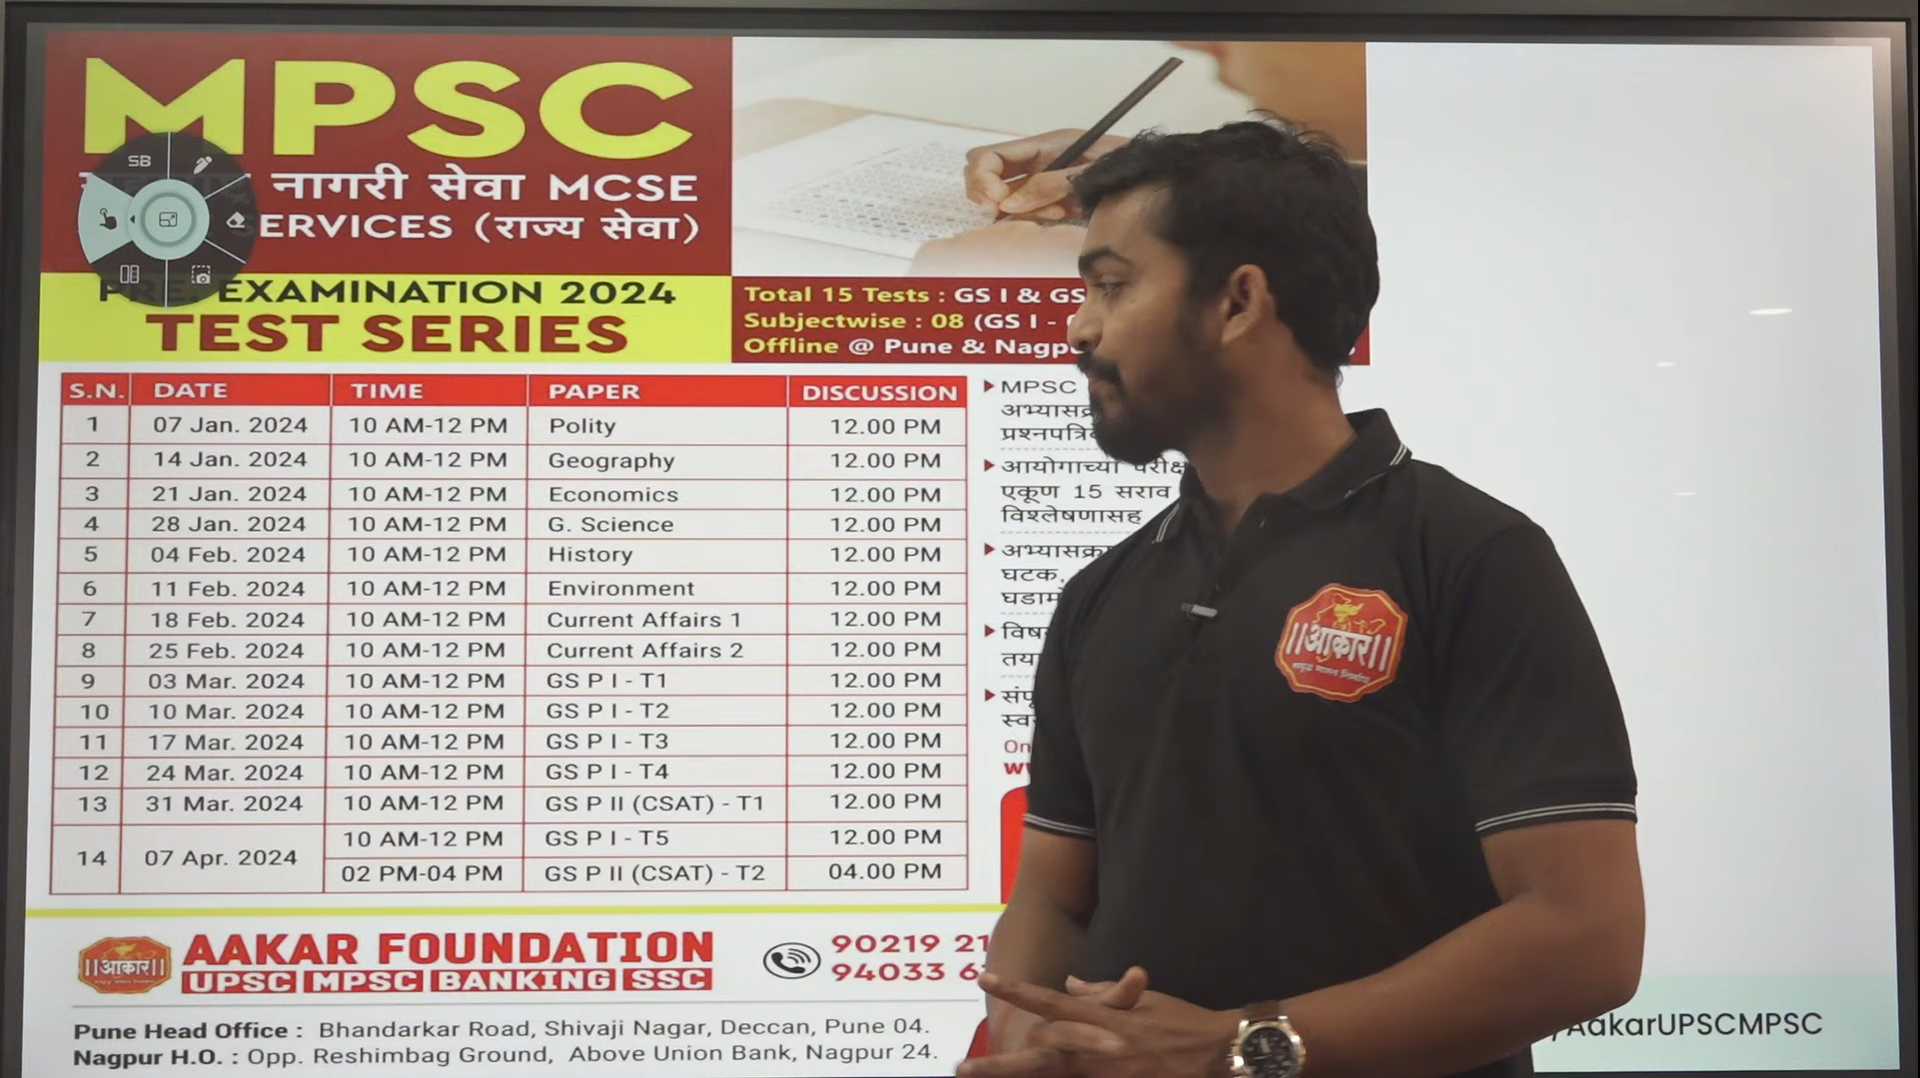 MPSC
SB
नागरी सेवा MCSE
ERVICES (राज्य सेवा)
EXAMINATION 2024
TEST SERIES
Total 15 Tests : GS I & GS
Subjectwise : 08 (GS I -
Offline @ Pune & Nagpu
S.N. DATE TIME PAPER DISCUSSION
1 07 Jan. 2024 10 AM-12 PM Polity 12.00 PM
2 14 Jan. 2024 10 AM-12 PM Geography 12.00 PM
3 21 Jan. 2024 10 AM-12 PM Economics 12.00 PM
4 28 Jan. 2024 10 AM-12 PM G. Science 12.00 PM
5 04 Feb. 2024 10 AM-12 PM History 12.00 PM
6 11 Feb. 2024 10 AM-12 PM Environment 12.00 PM
7 18 Feb. 2024 10 AM-12 PM Current Affairs 1 12.00 PM
8 25 Feb. 2024 10 AM-12 PM Current Affairs 2 12.00 PM
9 03 Mar. 2024 10 AM-12 PM GS P I - T1 12.00 PM
10 10 Mar. 2024 10 AM-12 PM GS P I - T2 12.00 PM
11 17 Mar. 2024 10 AM-12 PM GS P I - T3 12.00 PM
12 24 Mar. 2024 10 AM-12 PM GS P I - T4 12.00 PM
13 31 Mar. 2024 10 AM-12 PM GS P II (CSAT) - T1 12.00 PM
14 07 Apr. 2024 10 AM-12 PM GS P I - T5 12.00 PM
02 PM-04 PM GS P II (CSAT) - T2 04.00 PM
MPSC
आयोगाच्या
एकूण 15 सराव
विश्लेषणासह
घटक,
||आकार||
||आकार||
AAKAR FOUNDATION
UPSC MPSC BANKING SSC
90219 21
94033 6
Pune Head Office : Bhandarkar Road, Shivaji Nagar, Deccan, Pune 04.
Nagpur H.O. : Opp. Reshimbag Ground, Above Union Bank, Nagpur 24.
/AakarUPSCMPSC